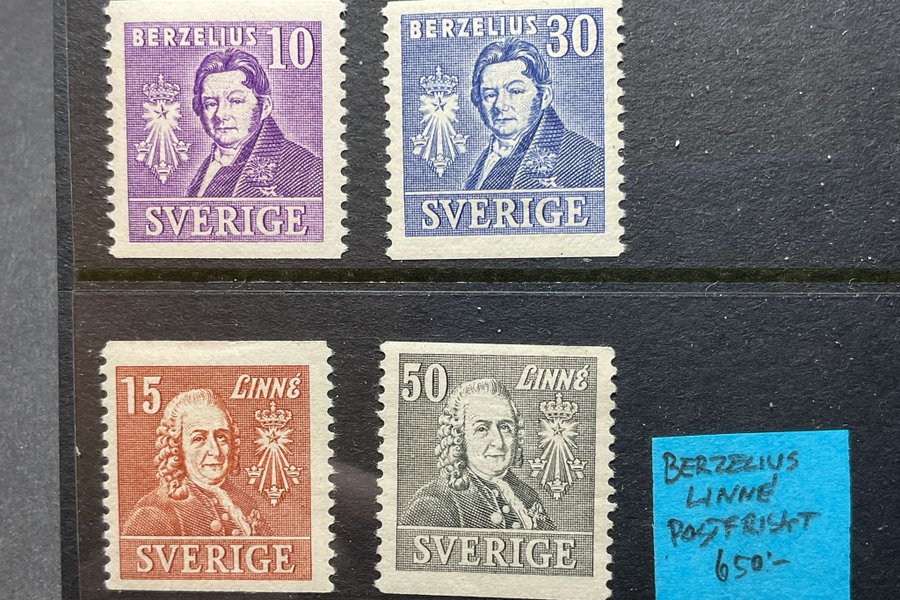 BERZELIUS 10
SVERIGE
BERZELIUS 30
SVERIGE
15 LINNÉ
SVERIGE
50 LINNÉ
SVERIGE
BERZELIUS
LINNÉ
POSTFRISKT
650:-